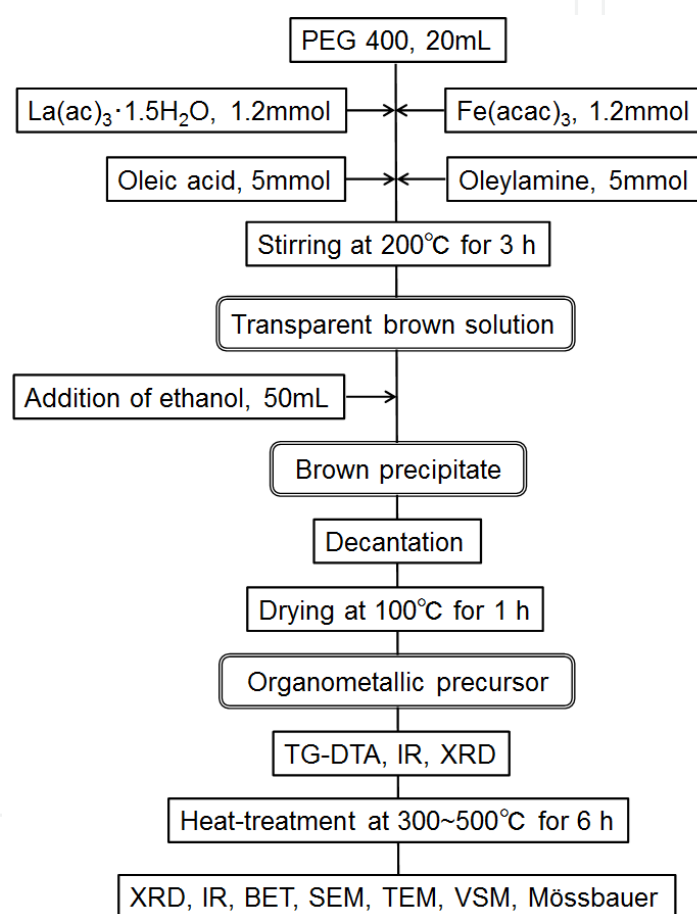 PEG 400, 20mL
La(ac)₃·1.5H₂O, 1.2mmol
Fe(acac)₃, 1.2mmol
Oleic acid, 5mmol
Oleylamine, 5mmol
Stirring at 200℃ for 3 h
Transparent brown solution
Addition of ethanol, 50mL
Brown precipitate
Decantation
Drying at 100℃ for 1 h
Organometallic precursor
TG-DTA, IR, XRD
Heat-treatment at 300~500℃ for 6 h
XRD, IR, BET, SEM, TEM, VSM, Mössbauer